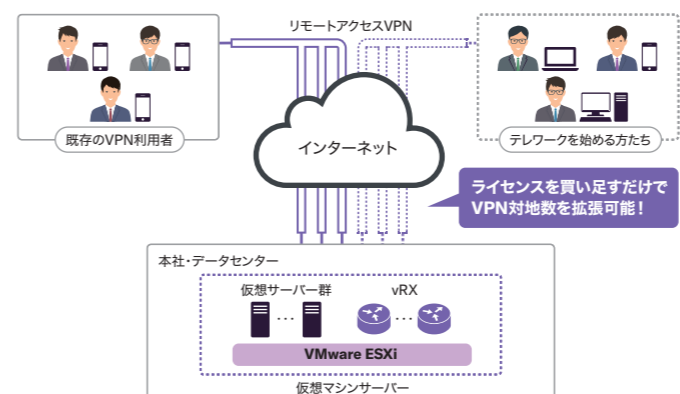 リモートアクセスVPN
既存のVPN利用者
テレワークを始める方たち
インターネット
ライセンスを買い足すだけで
VPN対地数を拡張可能！
本社・データセンター
仮想サーバー群
vRX
VMware ESXi
仮想マシンサーバー